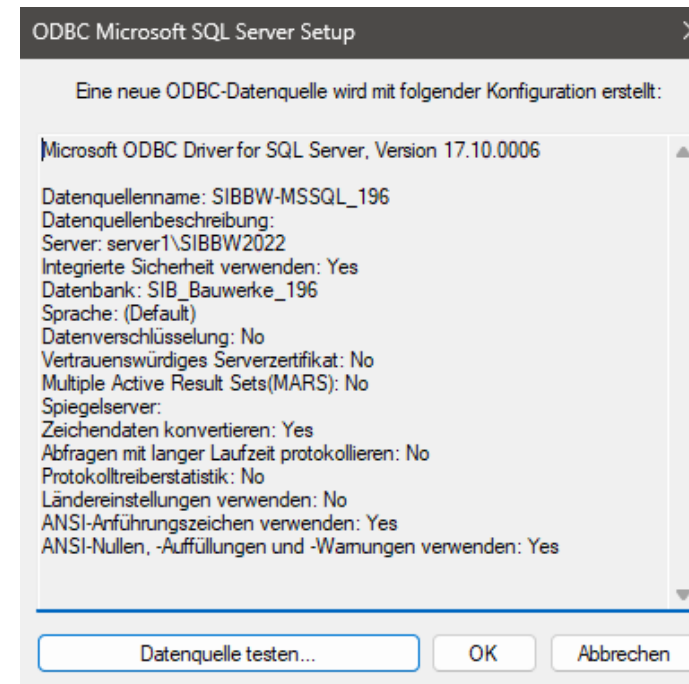 ODBC Microsoft SQL Server Setup
Eine neue ODBC-Datenquelle wird mit folgender Konfiguration erstellt:
Microsoft ODBC Driver for SQL Server, Version 17.10.0006
Datenquellenname: SIBBW-MSSQL_196
Datenquellenbeschreibung:
Server: server1\SIBBW2022
Integrierte Sicherheit verwenden: Yes
Datenbank: SIB_Bauwerke_196
Sprache: (Default)
Datenverschlüsselung: No
Vertrauenswürdiges Serverzertifikat: No
Multiple Active Result Sets(MARS): No
Spiegelserver:
Zeichendaten konvertieren: Yes
Abfragen mit langer Laufzeit protokollieren: No
Protokolltreiberstatistik: No
Ländereinstellungen verwenden: No
ANSI-Anführungszeichen verwenden: Yes
ANSI-Nullen, -Auffüllungen und -Warnungen verwenden: Yes
Datenquelle testen...
OK
Abbrechen